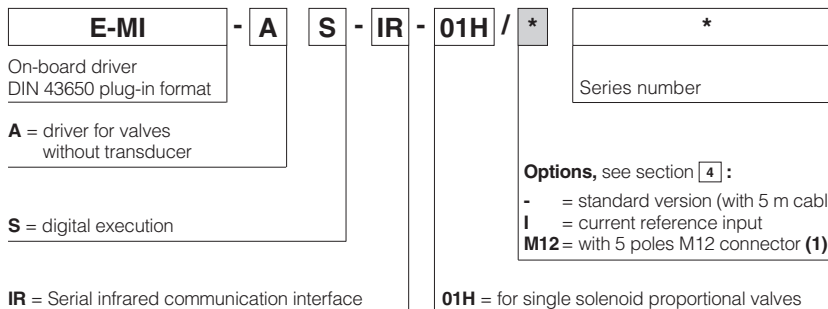 E-MI - A S - IR - 01H / * *
On-board driver
DIN 43650 plug-in format
Series number
A = driver for valves
without transducer
Options, see section 4 :
- = standard version (with 5 m cabl
I = current reference input
M12 = with 5 poles M12 connector (1)
S = digital execution
IR = Serial infrared communication interface
01H = for single solenoid proportional valves